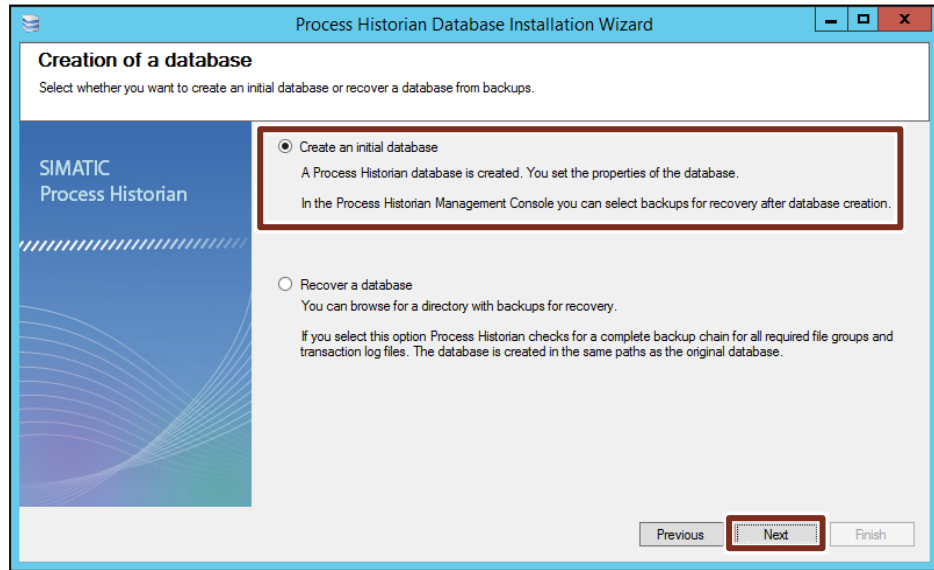 Process Historian Database Installation Wizard
Creation of a database
Select whether you want to create an initial database or recover a database from backups.
SIMATIC
Process Historian
Create an initial database
A Process Historian database is created. You set the properties of the database.
In the Process Historian Management Console you can select backups for recovery after database creation.
Recover a database
You can browse for a directory with backups for recovery.
If you select this option Process Historian checks for a complete backup chain for all required file groups and
transaction log files. The database is created in the same paths as the original database.
Previous Next Finish